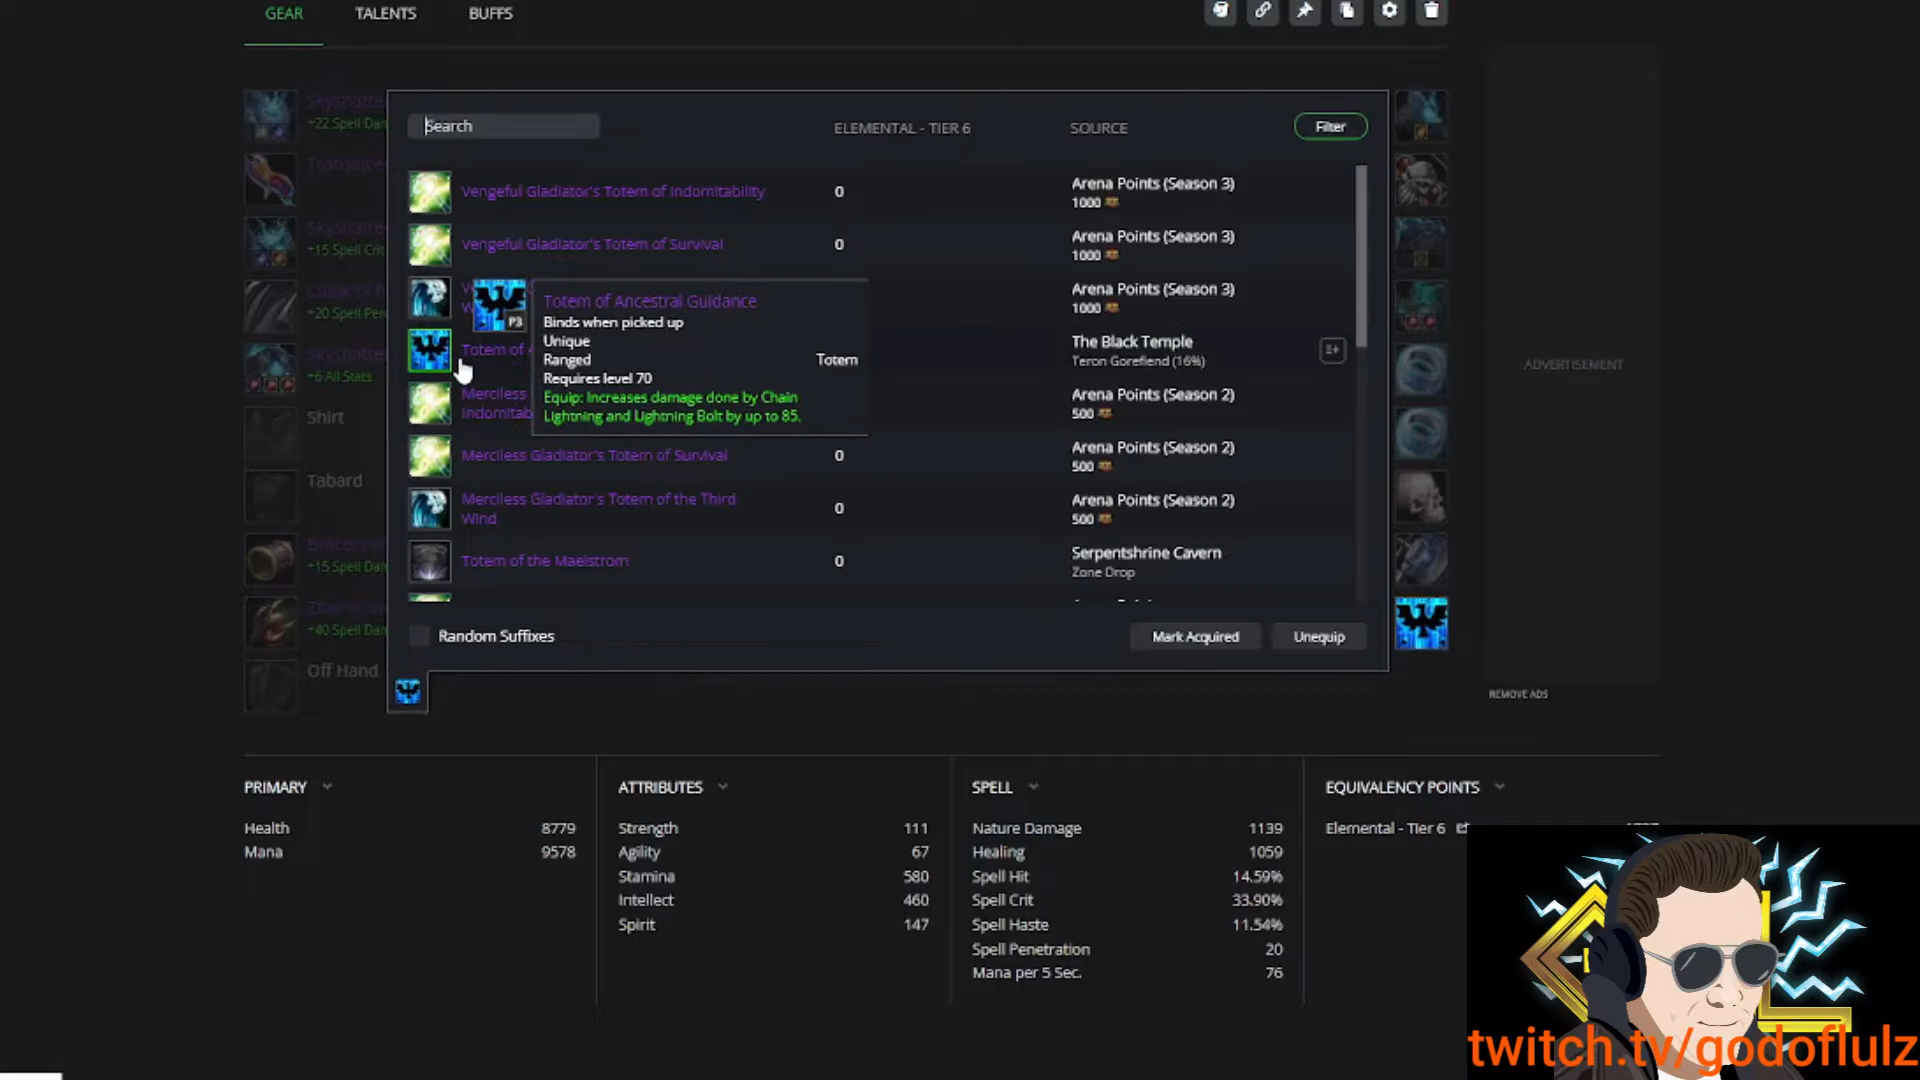 GEAR
TALENTS
BUFFS
Search
ELEMENTAL - TIER 6
SOURCE
Filter
Vengeful Gladiator's Totem of Indomitability
0
Arena Points (Season 3)
1000
Vengeful Gladiator's Totem of Survival
0
Arena Points (Season 3)
1000
Arena Points (Season 3)
1000
Totem of
The Black Temple
Teron Gorefiend (16%)
P3
Totem of Ancestral Guidance
Binds when picked up
Unique
Ranged
Totem
Requires level 70
Equip: Increases damage done by Chain
Lightning and Lightning Bolt by up to 85.
Merciless
Arena Points (Season 2)
500
Merciless Gladiator's Totem of Survival
0
Arena Points (Season 2)
500
Merciless Gladiator's Totem of the Third
Wind
0
Arena Points (Season 2)
500
Totem of the Maelstrom
0
Serpentshrine Cavern
Zone Drop
Random Suffixes
Mark Acquired
Unequip
+22 Spell Dam
+15 Spell Crit
+20 Spell Pen
+6 All Stats
Shirt
Tabard
+15 Spell Dam
+40 Spell Dam
Off Hand
ADVERTISEMENT
REMOVE ADS
PRIMARY
Health 8779
Mana 9578
ATTRIBUTES
Strength 111
Agility 67
Stamina 580
Intellect 460
Spirit 147
SPELL
Nature Damage 1139
Healing 1059
Spell Hit 14.59%
Spell Crit 33.90%
Spell Haste 11.54%
Spell Penetration 20
Mana per 5 Sec. 76
EQUIVALENCY POINTS
Elemental - Tier 6
twitch.tv/godoflulz